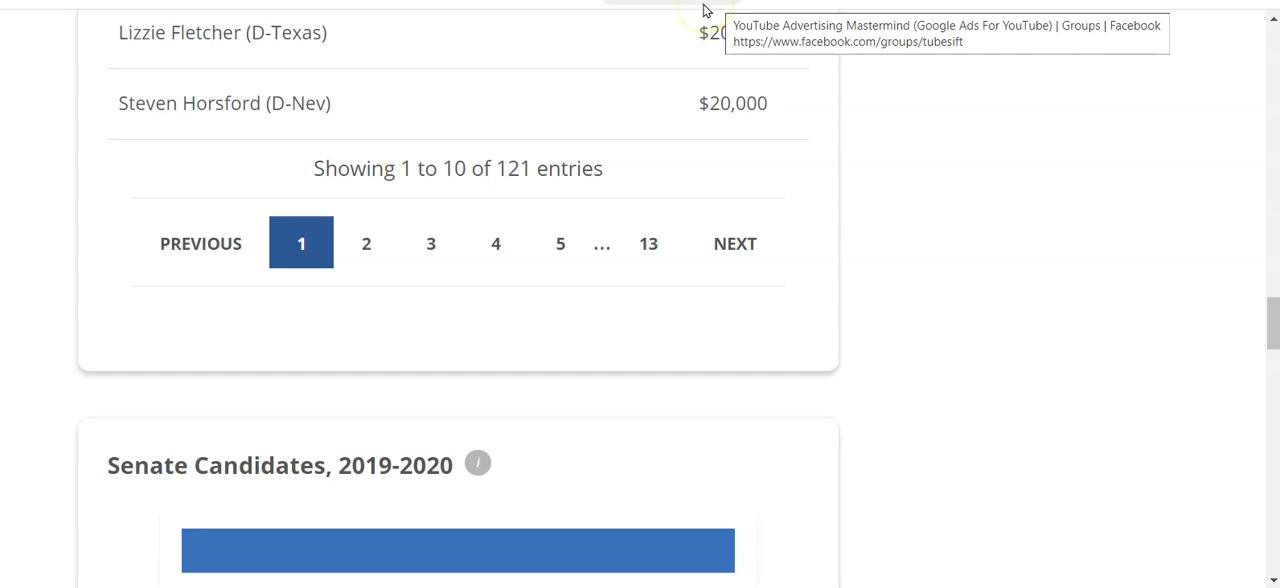 YouTube Advertising Mastermind (Google Ads For YouTube) | Groups | Facebook
https://www.facebook.com/groups/tubesift
Lizzie Fletcher (D-Texas)
Steven Horsford (D-Nev) $20,000
Showing 1 to 10 of 121 entries
PREVIOUS 1 2 3 4 5 ... 13 NEXT
Senate Candidates, 2019-2020 i